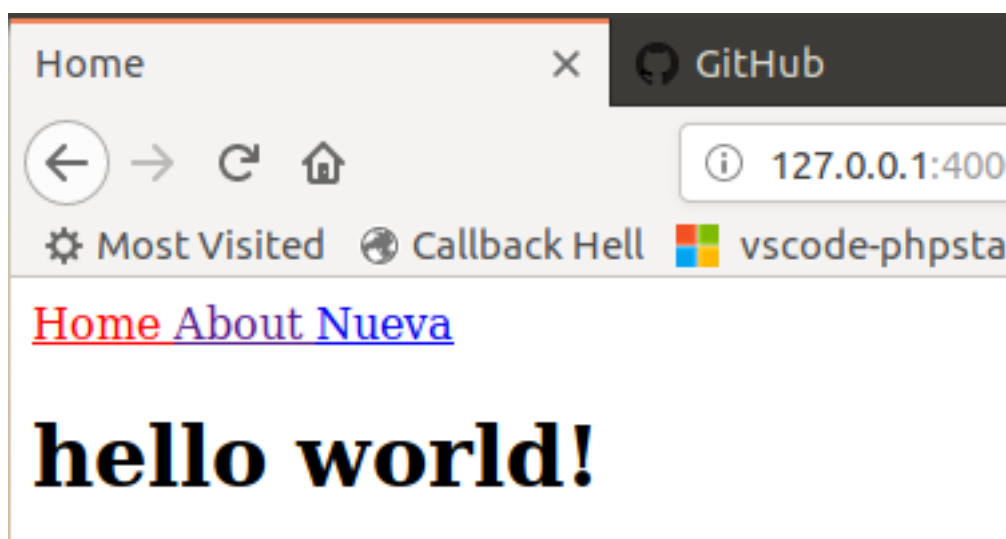 Home GitHub
127.0.0.1:400
Most Visited Callback Hell vscode-phpsta
Home About Nueva
hello world!